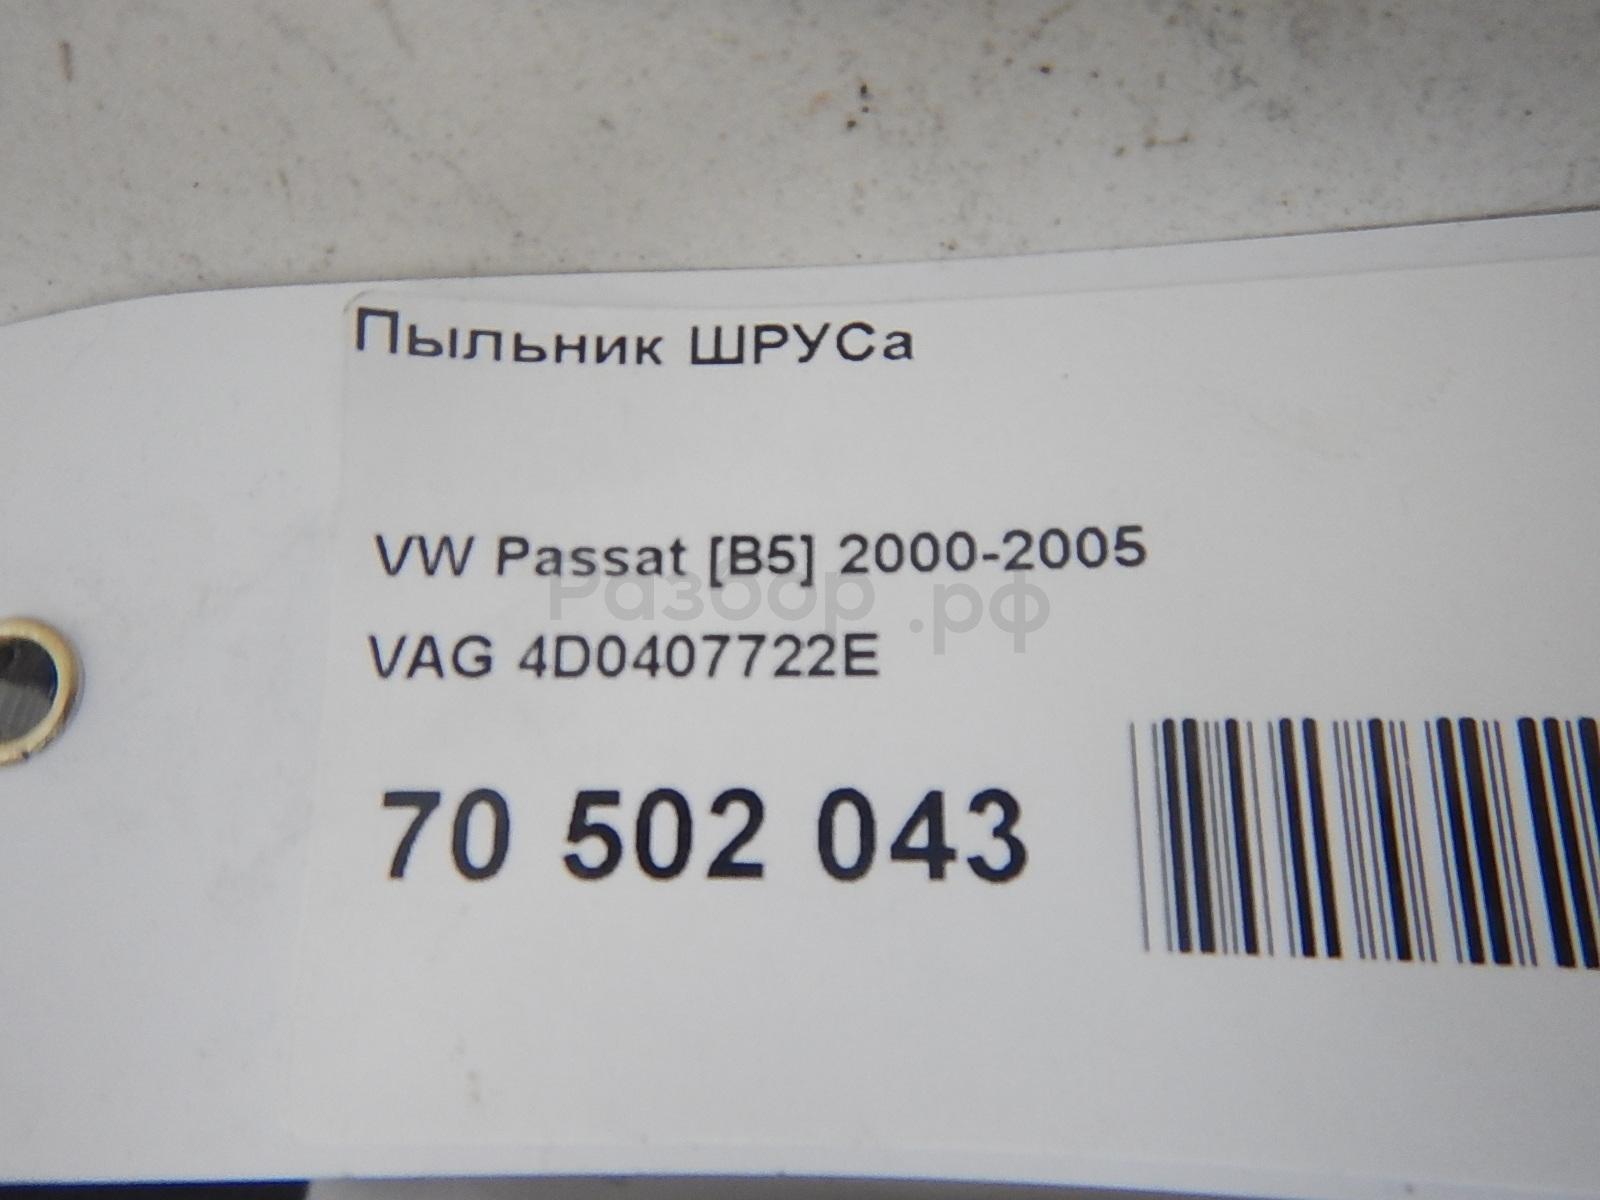 Пыльник ШРУСа
VW Passat [B5] 2000-2005
Разбор.рф
VAG 4D0407722E
70 502 043